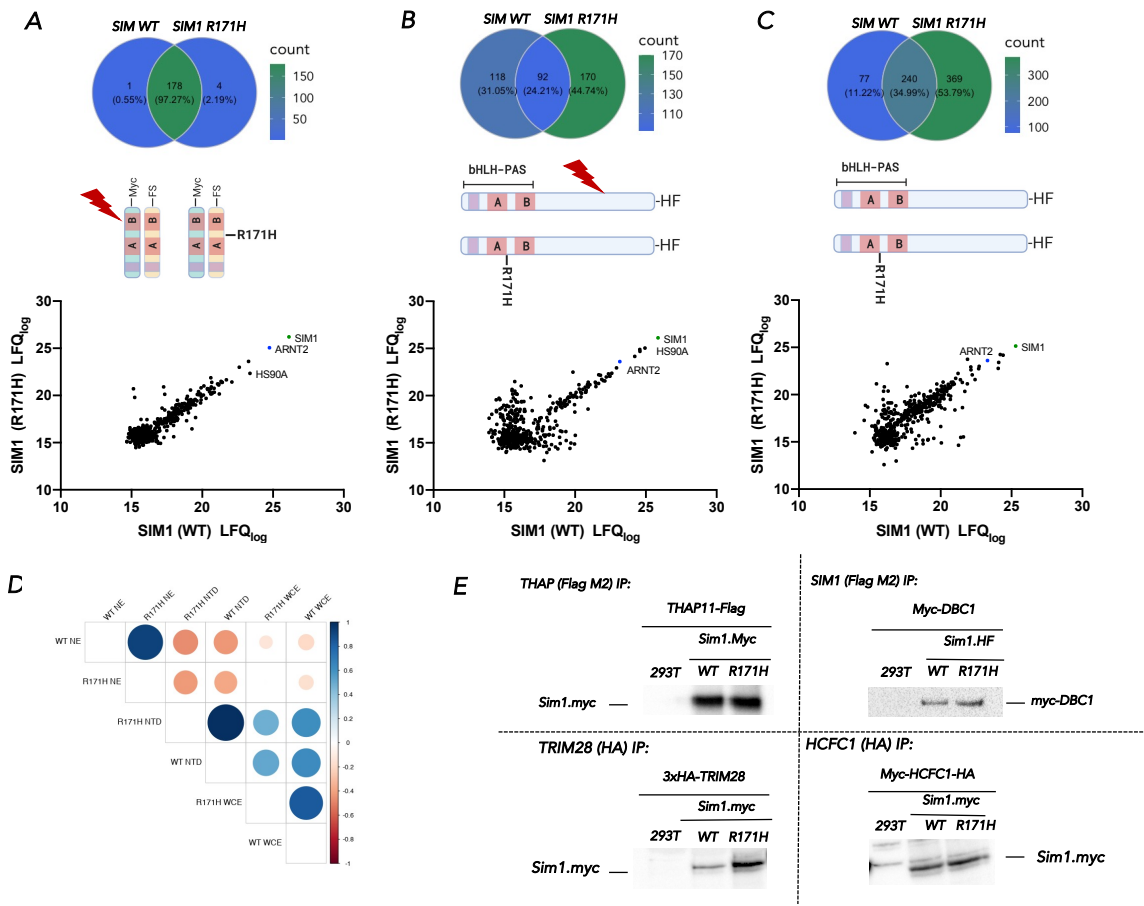 A
SIM WT SIM1 R171H
1
(0.55%)
178
(97.27%)
4
(2.19%)
count
150
100
50
Myc
FS
Myc
FS
B
B
B
B
A
A
A
A
R171H
SIM1 (R171H) LFQlog
30
25
20
15
10
10
15
20
25
30
SIM1
ARNT2
HS90A
SIM1 (WT) LFQlog
B
SIM WT SIM1 R171H
118
(31.05%)
92
(24.21%)
170
(44.74%)
count
170
150
130
110
bHLH-PAS
A
B
-HF
A
B
-HF
R171H
SIM1 (R171H) LFQlog
30
25
20
15
10
10
15
20
25
30
SIM1
HS90A
ARNT2
SIM1 (WT) LFQlog
C
SIM WT SIM1 R171H
77
(11.22%)
240
(34.99%)
369
(53.79%)
count
300
200
100
bHLH-PAS
A
B
-HF
A
B
-HF
R171H
SIM1 (R171H) LFQlog
30
25
20
15
10
10
15
20
25
30
ARNT2
SIM1
SIM1 (WT) LFQlog
D
WT NE
R171H NE
R171H NTD
WT NTD
R171H WCE
WT WCE
WT NE
R171H NE
R171H NTD
WT NTD
R171H WCE
WT WCE
1
0.8
0.6
0.4
0.2
0
-0.2
-0.4
-0.6
-0.8
-1
E
THAP (Flag M2) IP:
THAP11-Flag
Sim1.Myc
293T WT R171H
Sim1.myc
SIM1 (Flag M2) IP:
Myc-DBC1
Sim1.HF
293T WT R171H
myc-DBC1
TRIM28 (HA) IP:
3xHA-TRIM28
Sim1.myc
293T WT R171H
Sim1.myc
HCFC1 (HA) IP:
Myc-HCFC1-HA
Sim1.myc
293T WT R171H
Sim1.myc